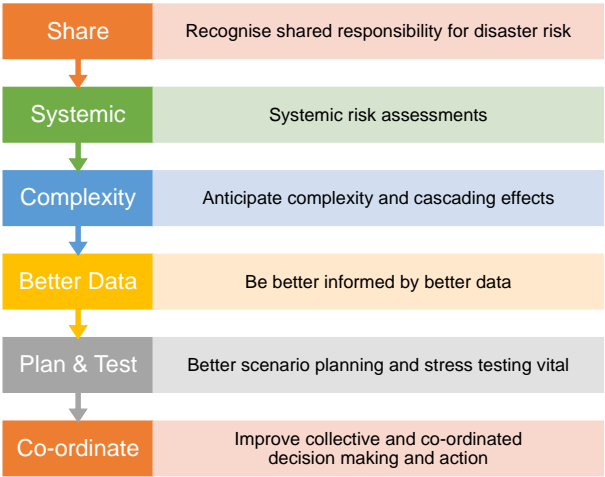 Share
Recognise shared responsibility for disaster risk
Systemic
Systemic risk assessments
Complexity
Anticipate complexity and cascading effects
Better Data
Be better informed by better data
Plan & Test
Better scenario planning and stress testing vital
Co-ordinate
Improve collective and co-ordinated
decision making and action